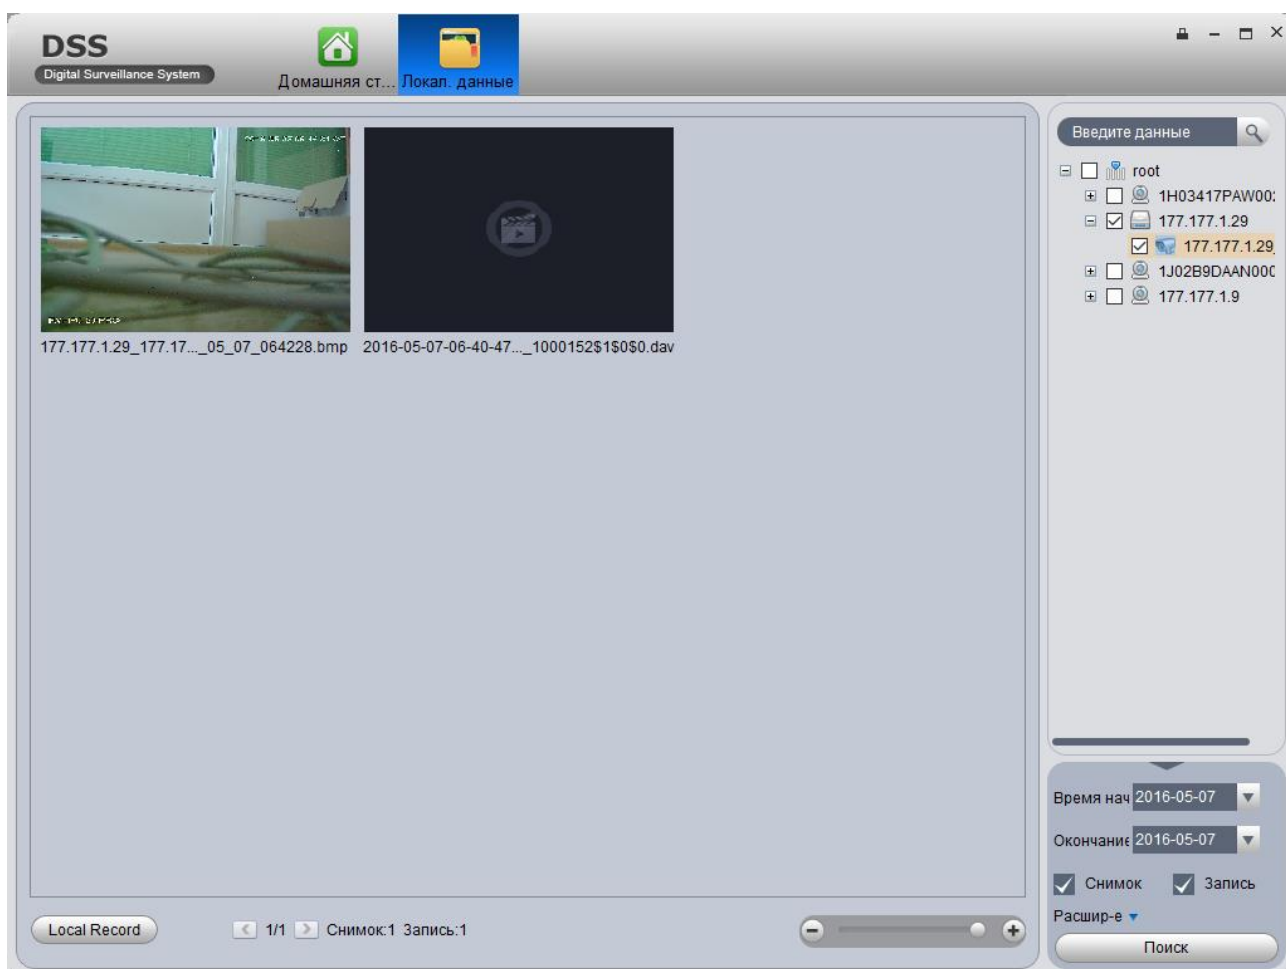 DSS
Digital Surveillance System
Домашняя ст...
Локал. данные
177.177.1.29_177.17..._05_07_064228.bmp
2016-05-07-06-40-47..._1000152$1$0$0.dav
Введите данные
root
1H03417PAW00
177.177.1.29
177.177.1.29_
1J02B9DAAN000
177.177.1.9
Время нач 2016-05-07
Окончание 2016-05-07
Снимок Запись
Расшир-е
Поиск
Local Record
1/1 Снимок:1 Запись:1